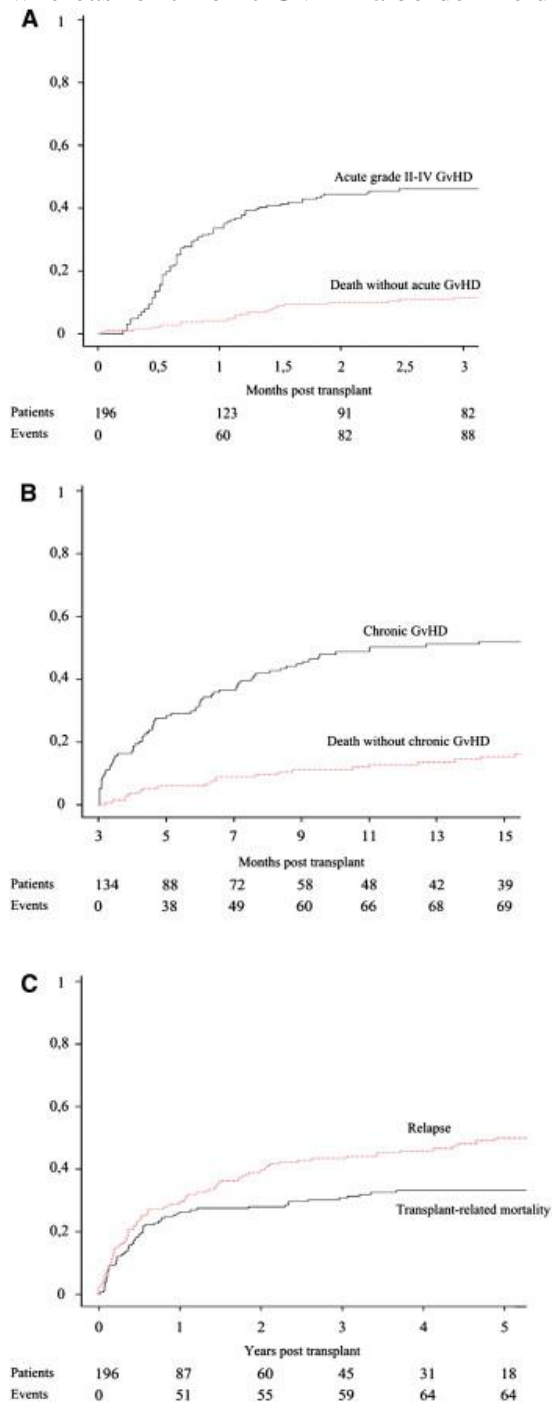 A
1
0,8
0,6
Acute grade II-IV GvHD
0,4
0,2
Death without acute GvHD
0
0 0,5 1 1,5 2 2,5 3
Months post transplant
Patients 196 123 91 82
Events 0 60 82 88
B
1
0,8
0,6
Chronic GvHD
0,4
0,2
Death without chronic GvHD
0
3 5 7 9 11 13 15
Months post transplant
Patients 134 88 72 58 48 42 39
Events 0 38 49 60 66 68 69
C
1
0,8
0,6
Relapse
0,4
Transplant-related mortality
0,2
0
0 1 2 3 4 5
Years post transplant
Patients 196 87 60 45 31 18
Events 0 51 55 59 64 64